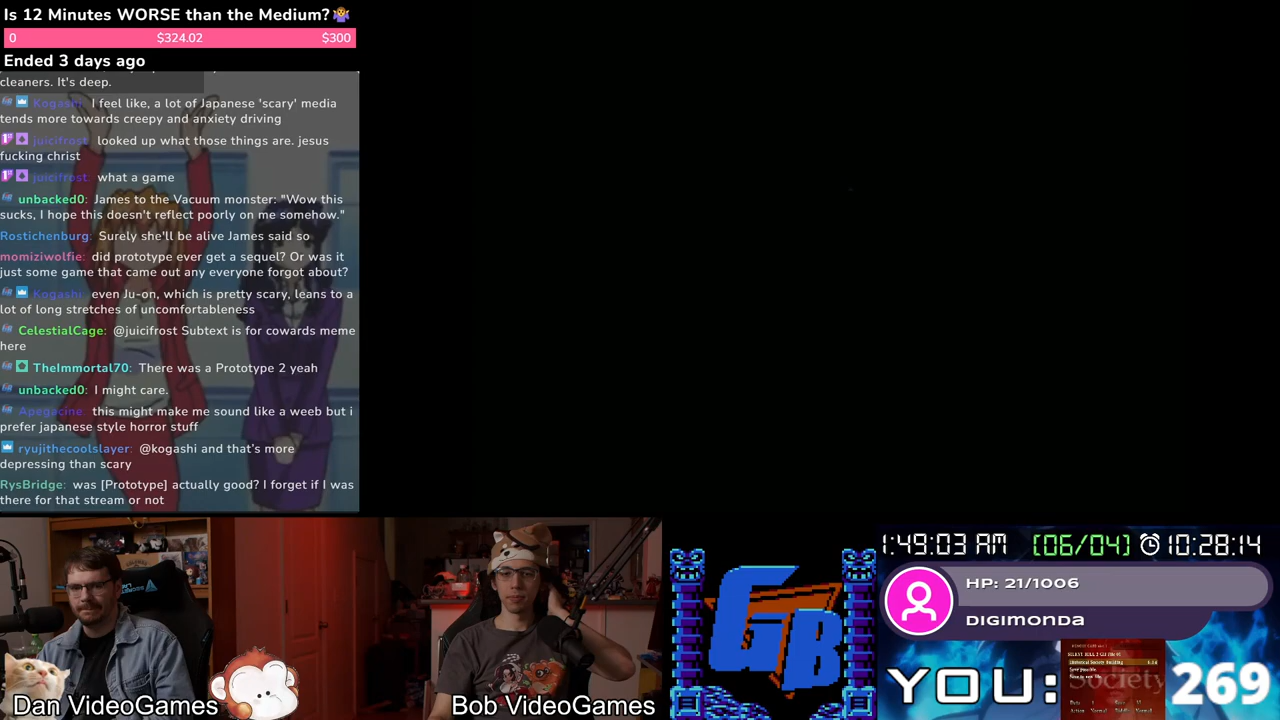 Is 12 Minutes WORSE than the Medium?🤷‍♀️
0 $324.02 $300
Ended 3 days ago
cleaners. It's deep.
Kogashi: I feel like, a lot of Japanese 'scary' media
tends more towards creepy and anxiety driving
juicifrost: looked up what those things are. jesus
fucking christ
juicifrost: what a game
unbacked0: James to the Vacuum monster: "Wow this
sucks, I hope this doesn't reflect poorly on me somehow."
Rostichenburg: Surely she'll be alive James said so
momiziwolfie: did prototype ever get a sequel? Or was it
just some game that came out any everyone forgot about?
Kogashi: even Ju-on, which is pretty scary, leans to a
lot of long stretches of uncomfortableness
CelestialCage: @juicifrost Subtext is for cowards meme
here
TheImmortal70: There was a Prototype 2 yeah
unbacked0: I might care.
Apegacine: this might make me sound like a weeb but i
prefer japanese style horror stuff
ryujithecoolslayer: @kogashi and that's more
depressing than scary
RysBridge: was [Prototype] actually good? I forget if I was
there for that stream or not
Dan VideoGames
Bob VideoGames
GB
1:49:03 AM [06/04] 10:28:14
HP: 21/1006
DIGIMONDA
YOU:
Society
269